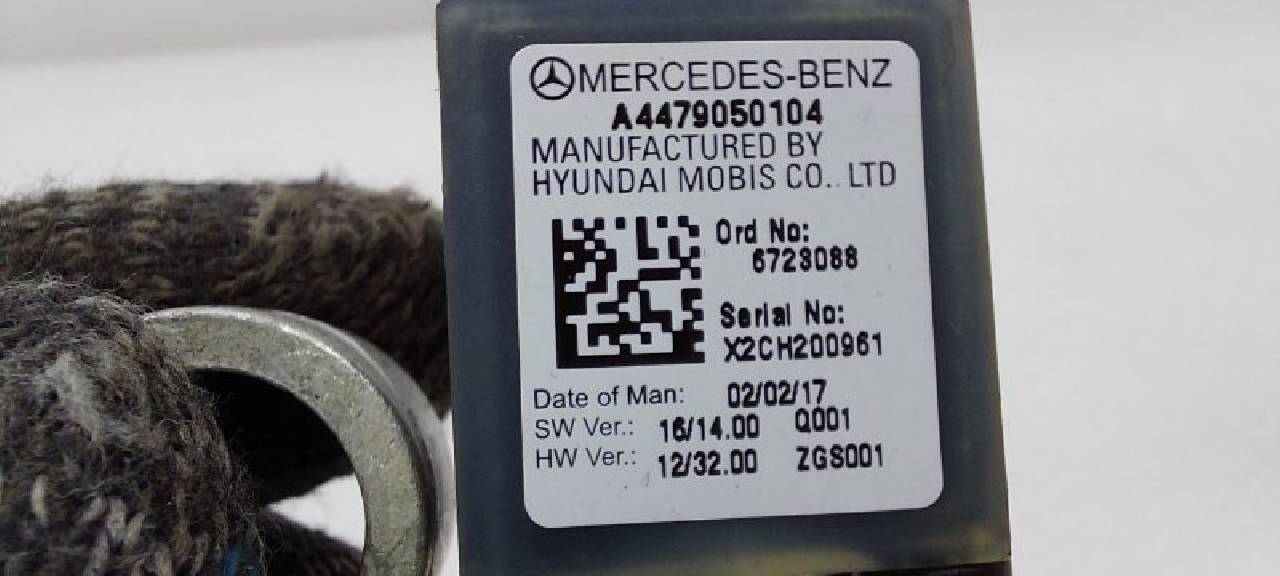 MERCEDES-BENZ
A4479050104
MANUFACTURED BY
HYUNDAI MOBIS CO.. LTD
Ord No:
6723088
Serial No:
X2CH200961
Date of Man: 02/02/17
SW Ver.: 16/14.00 Q001
HW Ver.: 12/32.00 ZGS001